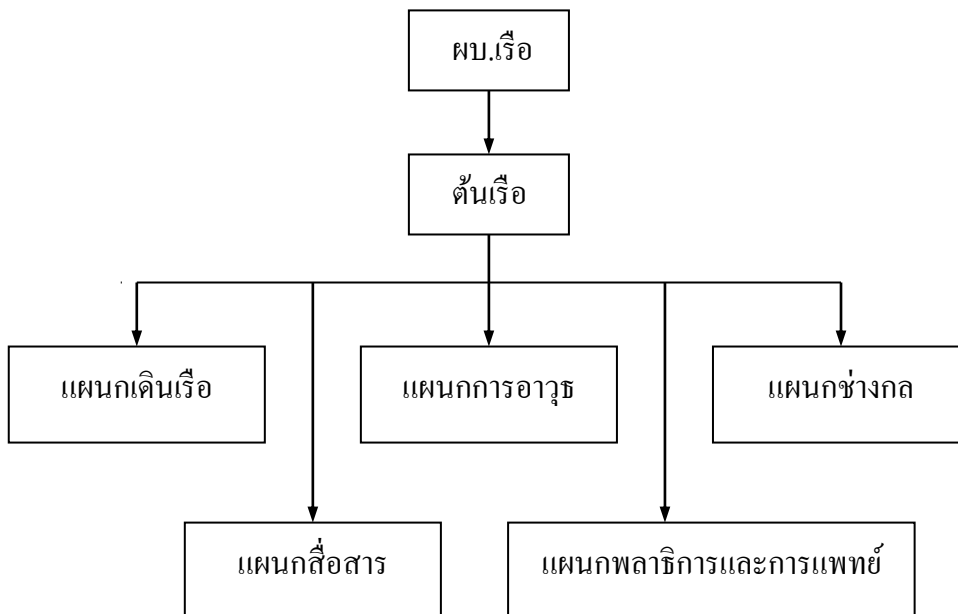 ผบ.เรือ
ต้นเรือ
แผนกเดินเรือ
แผนกการอาวุธ
แผนกช่างกล
แผนกสื่อสาร
แผนกพลาธิการและการแพทย์